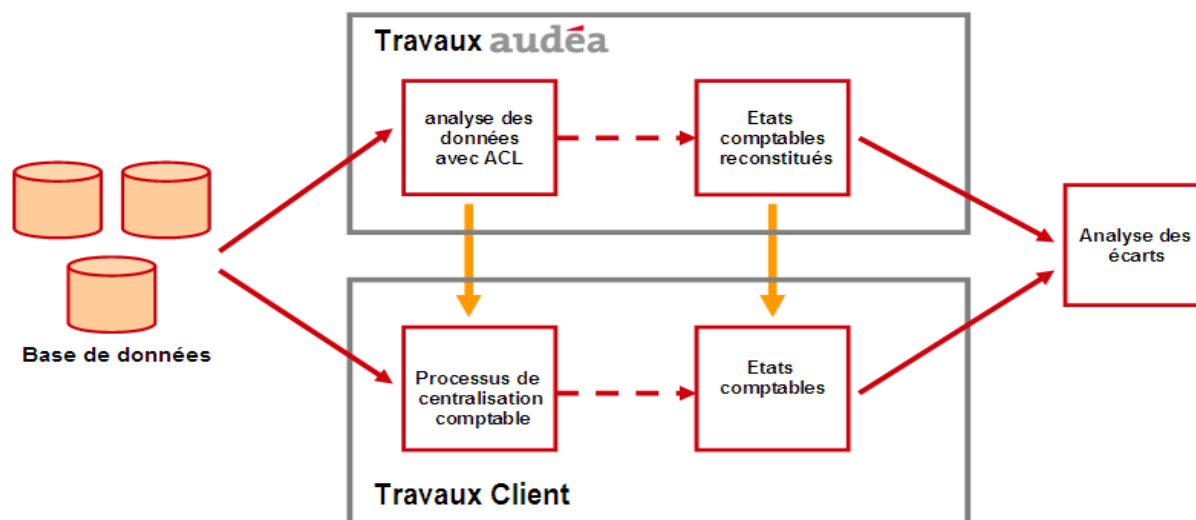 Travaux audéa
analyse des
données
avec ACL
Etats
comptables
reconstitués
Analyse des
écarts
Base de données
Processus de
centralisation
comptable
Etats
comptables
Travaux Client